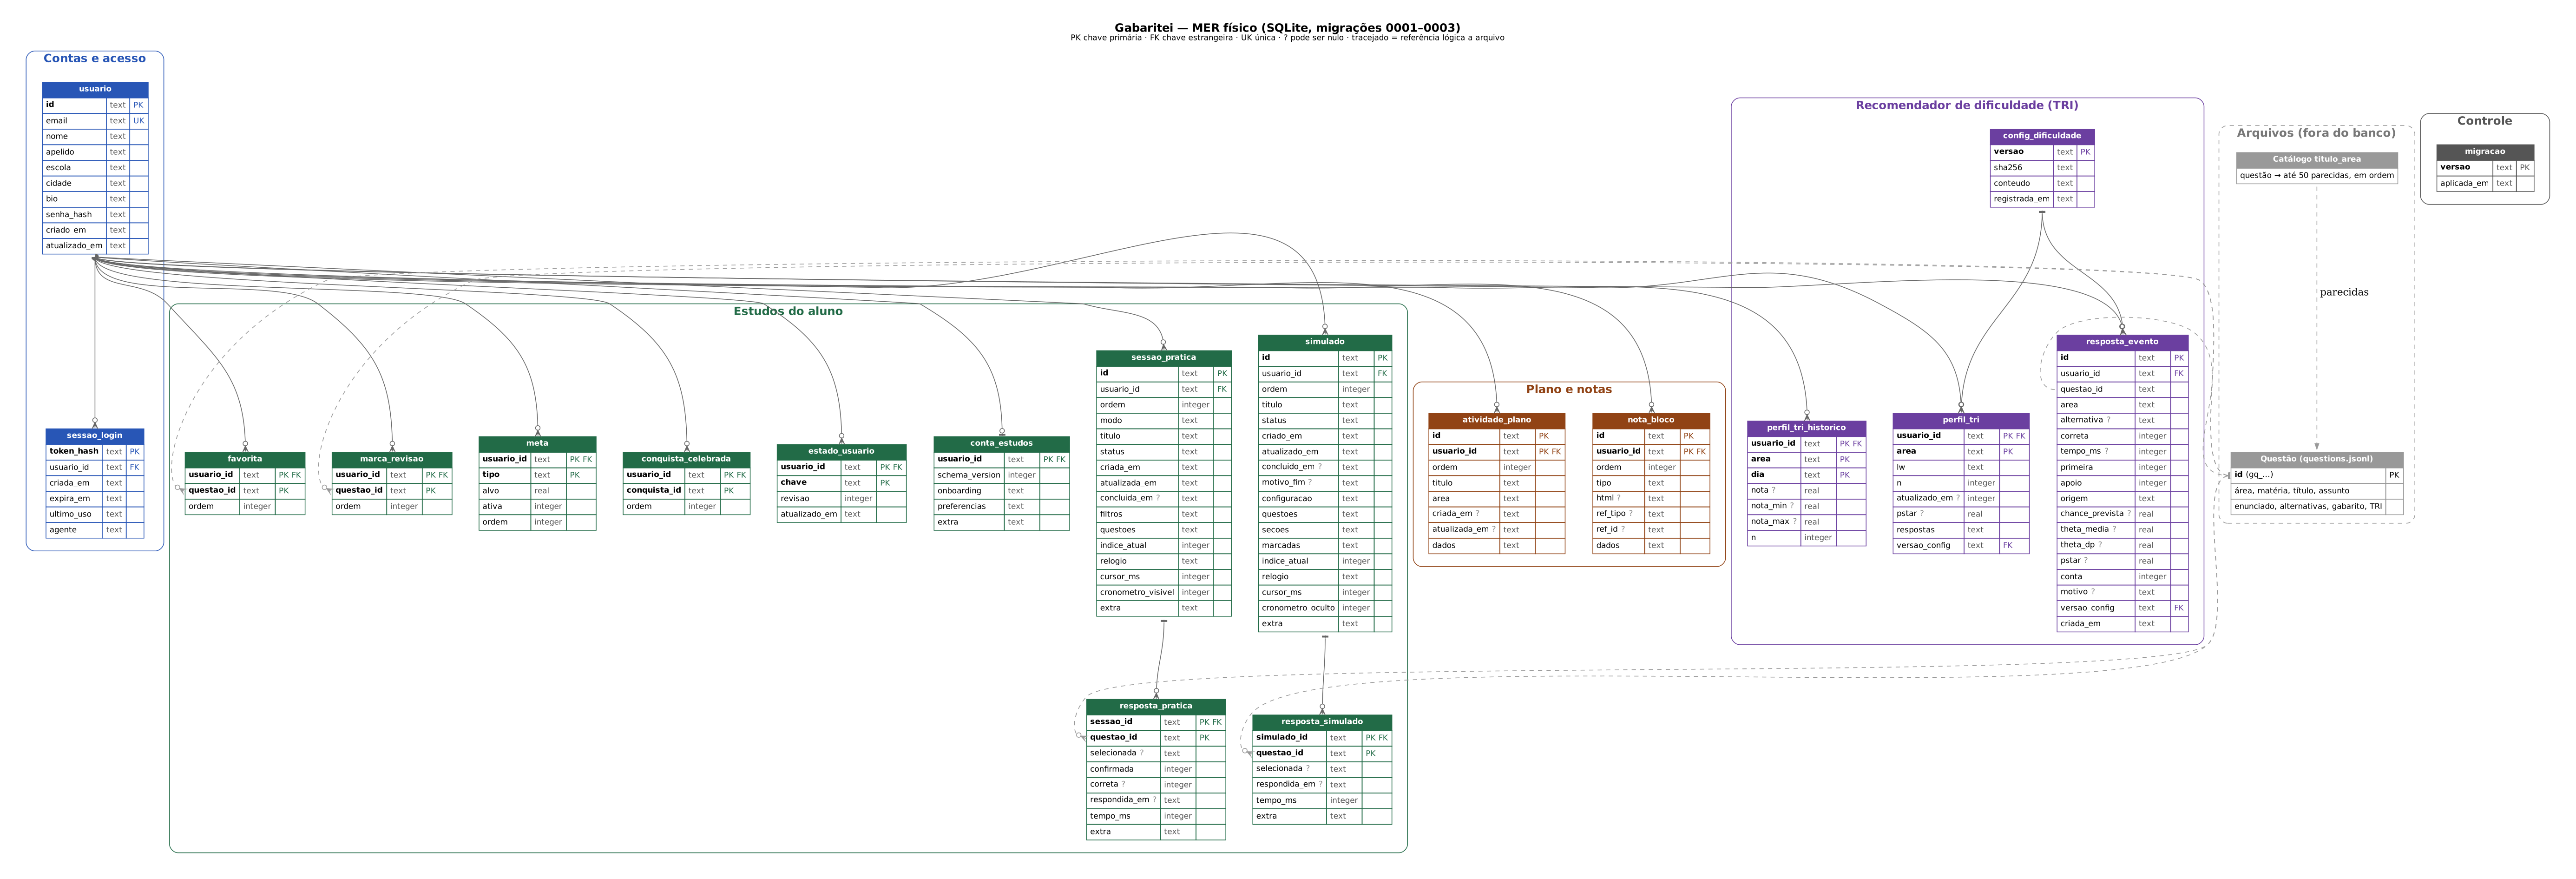 Gabaritei — MER físico (SQLite, migrações 0001–0003)
PK chave primária · FK chave estrangeira · UK única · ? pode ser nulo · tracejado = referência lógica a arquivo
Contas e acesso
usuario
id text PK
email text UK
nome text
apelido text
escola text
cidade text
bio text
senha_hash text
criado_em text
atualizado_em text
sessao_login
token_hash text PK
usuario_id text FK
criada_em text
expira_em text
ultimo_uso text
agente text
Estudos do aluno
favorita
usuario_id text PK FK
questao_id text PK
ordem integer
marca_revisao
usuario_id text PK FK
questao_id text PK
ordem integer
meta
usuario_id text PK FK
tipo text PK
alvo real
ativa integer
ordem integer
conquista_celebrada
usuario_id text PK FK
conquista_id text PK
ordem integer
estado_usuario
usuario_id text PK FK
chave text PK
revisao integer
atualizado_em text
conta_estudos
usuario_id text PK FK
schema_version integer
onboarding text
preferencias text
extra text
sessao_pratica
id text PK
usuario_id text FK
ordem integer
modo text
titulo text
status text
criada_em text
atualizada_em text
concluida_em ? text
filtros text
questoes text
indice_atual integer
relogio text
cursor_ms integer
cronometro_visivel integer
extra text
simulado
id text PK
usuario_id text FK
ordem integer
titulo text
status text
criado_em text
atualizado_em text
concluido_em ? text
motivo_fim ? text
configuracao text
questoes text
secoes text
marcadas text
indice_atual integer
relogio text
cursor_ms integer
cronometro_oculto integer
extra text
resposta_pratica
sessao_id text PK FK
questao_id text PK
selecionada ? text
confirmada integer
correta ? integer
respondida_em ? text
tempo_ms integer
extra text
resposta_simulado
simulado_id text PK FK
questao_id text PK
selecionada ? text
respondida_em ? text
tempo_ms integer
extra text
Plano e notas
atividade_plano
id text PK
usuario_id text PK FK
ordem integer
titulo text
area text
criada_em ? text
atualizada_em ? text
dados text
nota_bloco
id text PK
usuario_id text PK FK
ordem integer
tipo text
html ? text
ref_tipo ? text
ref_id ? text
dados text
Recomendador de dificuldade (TRI)
config_dificuldade
versao text PK
sha256 text
conteudo text
registrada_em text
perfil_tri_historico
usuario_id text PK FK
area text PK
dia text PK
nota ? real
nota_min ? real
nota_max ? real
n integer
perfil_tri
usuario_id text PK FK
area text PK
lw text
n integer
atualizado_em ? integer
pstar ? real
respostas text
versao_config text FK
resposta_evento
id text PK
usuario_id text FK
questao_id text
area text
alternativa ? text
correta integer
tempo_ms ? integer
primeira integer
apoio integer
origem text
chance_prevista ? real
theta_media ? real
theta_dp ? real
pstar ? real
conta integer
motivo ? text
versao_config text FK
criada_em text
Arquivos (fora do banco)
Catálogo titulo_area
questão → até 50 parecidas, em ordem
parecidas
Questão (questions.jsonl)
id (gq_...) PK
área, matéria, título, assunto
enunciado, alternativas, gabarito, TRI
Controle
migracao
versao text PK
aplicada_em text